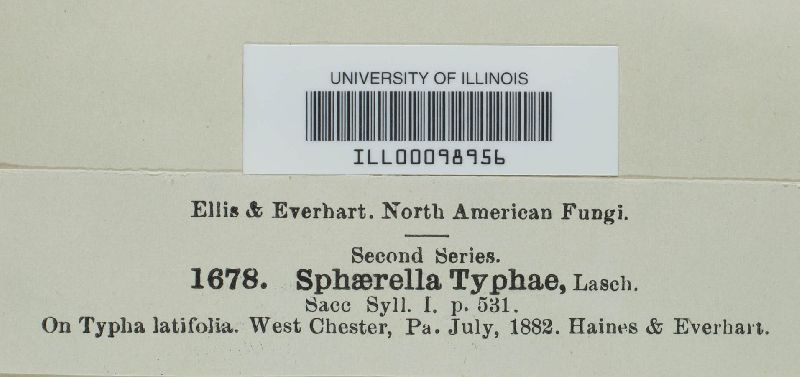 UNIVERSITY OF ILLINOIS
ILL00098956
Ellis & Everhart. North American Fungi.
Second Series.
1678. Sphærella Typhae, Lasch.
Sacc Syll. I. p. 531.
On Typha latifolia. West Chester, Pa. July, 1882. Haines & Everhart.